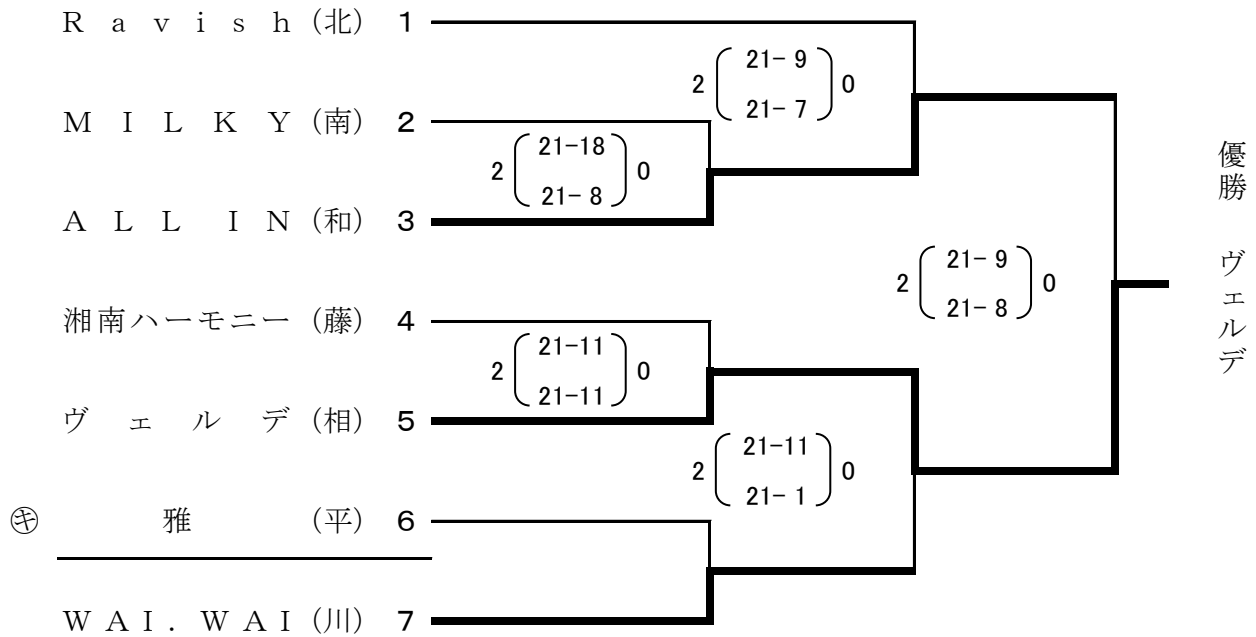 Ravish(北) 1
2 21-9 0
21-7
MILKY(南) 2
2 21-18 0
21-8
ALL IN(和) 3
優勝 ヴェルデ
2 21-9 0
21-8
湘南ハーモニー(藤) 4
2 21-11 0
21-11
ヴェルデ(相) 5
2 21-11 0
21-1
㋖ 雅(平) 6
WAI.WAI(川) 7